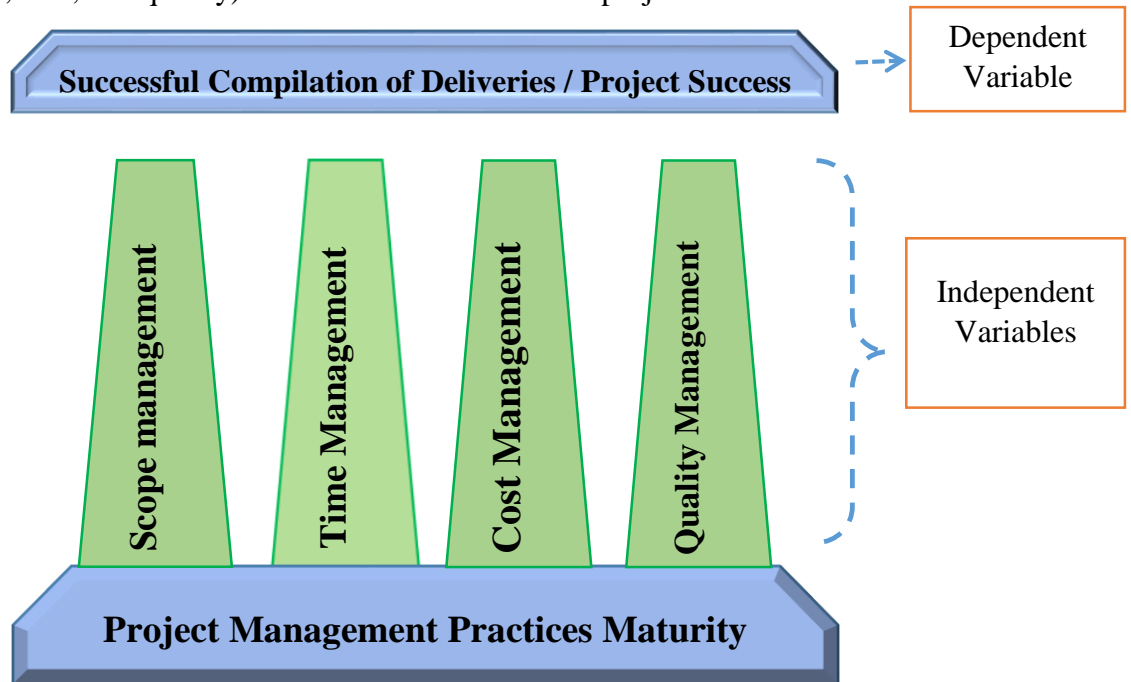 Dependent
Variable
Successful Compilation of Deliveries / Project Success
Scope management
Time Management
Cost Management
Quality Management
Independent
Variables
Project Management Practices Maturity